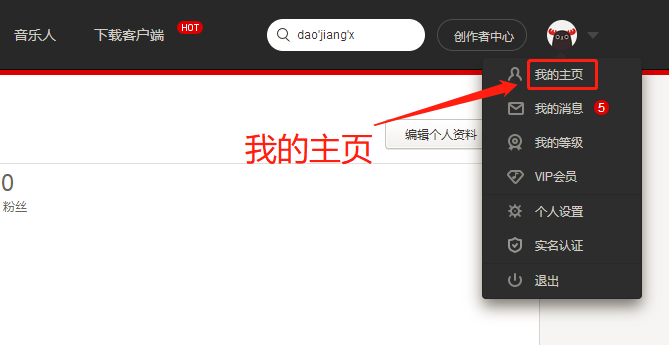 音乐人
下载客户端
HOT
dao'jiang'x
创作者中心
我的主页
我的消息 5
编辑个人资料
我的主页
我的等级
0
VIP会员
粉丝
个人设置
实名认证
退出